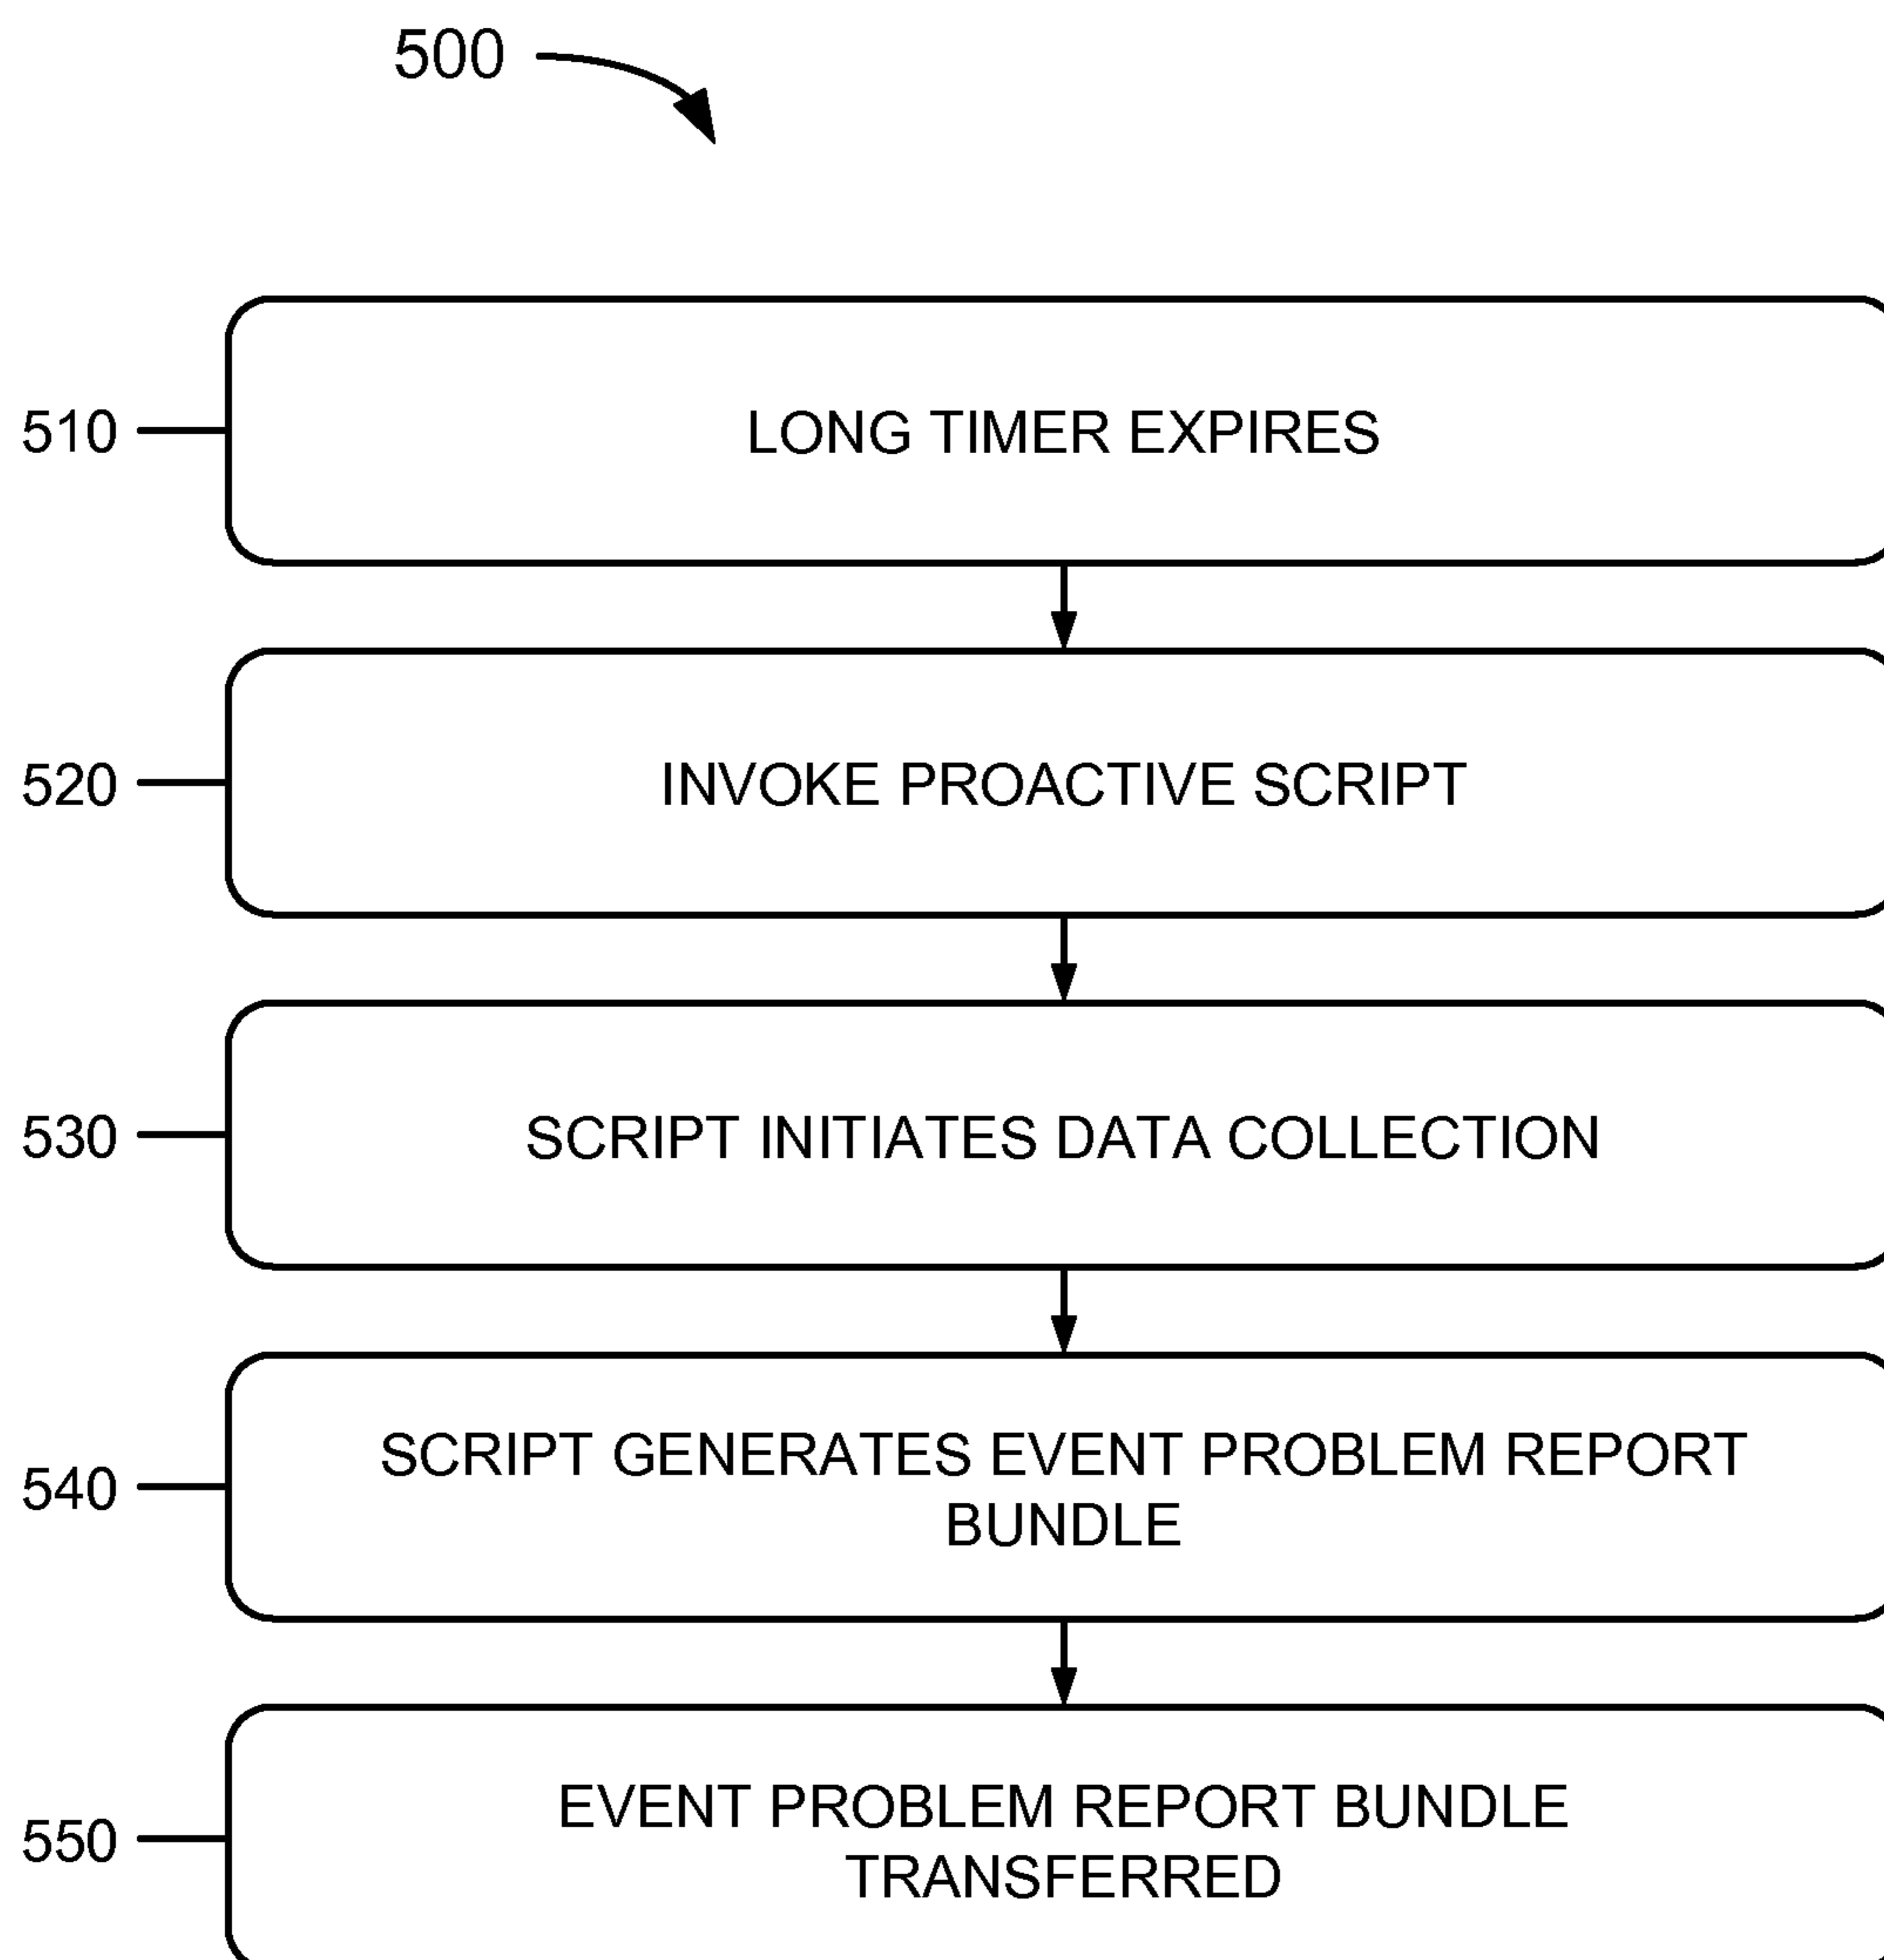 500
510
LONG TIMER EXPIRES
520
INVOKE PROACTIVE SCRIPT
530
SCRIPT INITIATES DATA COLLECTION
540
SCRIPT GENERATES EVENT PROBLEM REPORT
BUNDLE
550
EVENT PROBLEM REPORT BUNDLE
TRANSFERRED